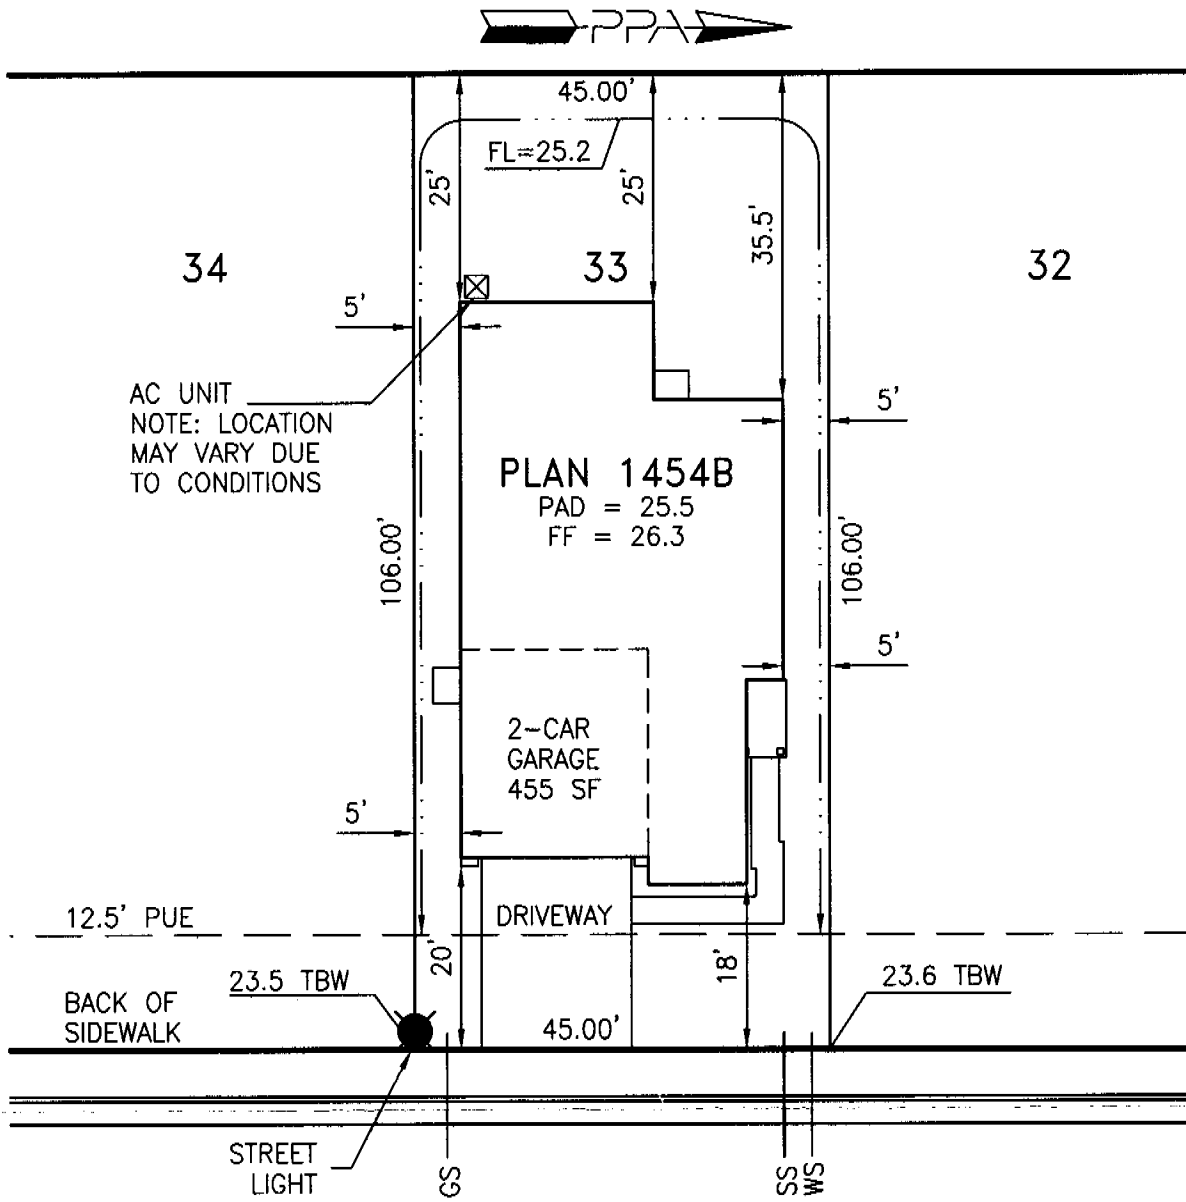 PPA
45.00'
FL=25.2
25'
25'
35.5'
34
33
32
5'
AC UNIT
NOTE: LOCATION
MAY VARY DUE
TO CONDITIONS
5'
PLAN 1454B
PAD = 25.5
FF = 26.3
106.00'
106.00'
5'
2-CAR
GARAGE
455 SF
5'
12.5' PUE
DRIVEWAY
20'
18'
23.5 TBW
23.6 TBW
BACK OF
SIDEWALK
45.00'
STREET
LIGHT
GS
SS
WS